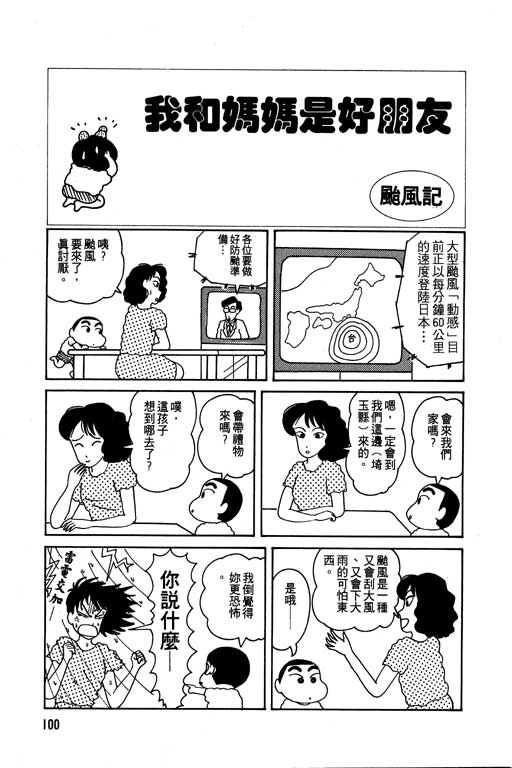 我和媽媽是好朋友
颱風記
大型颱風「動感」目
前正以每分鐘60公里
的速度登陸日本…
各位要做
好防颱準
備…
咦？
颱風
要來了，
真討厭。
會來我們
家嗎？
嗯，一定會到
我們這邊（埼
玉縣）來的。
會帶禮物
來嗎？
噗，
這孩子
想到哪去了？
颱風是一種
又會刮大風
、又會下大
雨的可怕東
西。
是哦…
我倒覺得
妳更恐怖
。
你說什麼—
雷電交加
100